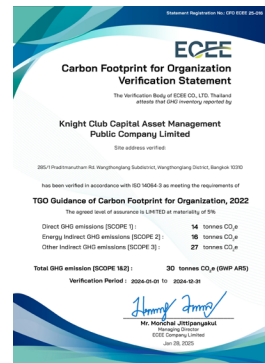 Statement Registration No.: CFO ECEE 25-016
ECEE
Carbon Footprint for Organization
Verification Statement
The Verification Body of ECEE CO., LTD. Thailand
attests that GHG inventory reported by
Knight Club Capital Asset Management
Public Company Limited
Site address verified:
285/1 Praditmanutham Rd. Wangthonglang Subdistrict, Wangthonglang District, Bangkok 10310
has been verified in accordance with ISO 14064-3 as meeting the requirements of
TGO Guidance of Carbon Footprint for Organization, 2022
The agreed level of assurance is LIMITED at materiality of 5%
Direct GHG emissions [SCOPE 1] : 14 tonnes CO2e
Energy Indirect GHG emissions [SCOPE 2] : 16 tonnes CO2e
Other Indirect GHG emissions [SCOPE 3] : 27 tonnes CO2e
Total GHG emission [SCOPE 1&2] : 30 tonnes CO2e (GWP AR5)
Verification Period : 2024-01-01 to 2024-12-31
Mr. Monchai Jittipanyakul
Managing Director
ECEE Company Limited
Jan 28, 2025